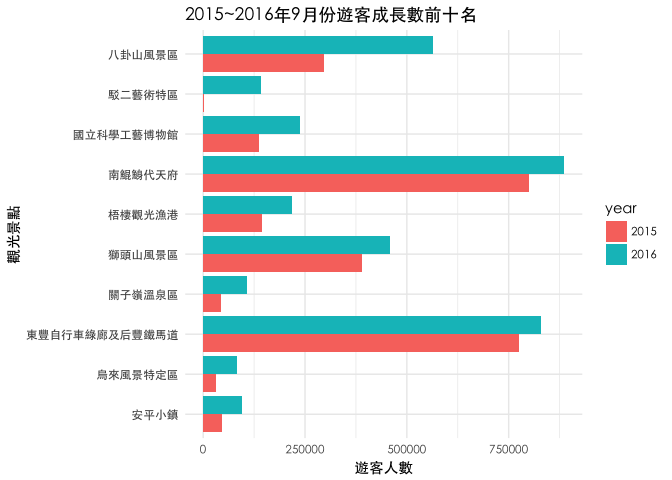 2015~2016年9月份遊客成長數前十名
八卦山風景區
駁二藝術特區
國立科學工藝博物館
南鯤鯓代天府
梧棲觀光漁港
獅頭山風景區
關子嶺溫泉區
東豐自行車綠廊及后豐鐵馬道
烏來風景特定區
安平小鎮
觀光景點
0
250000
500000
750000
遊客人數
year
2015
2016